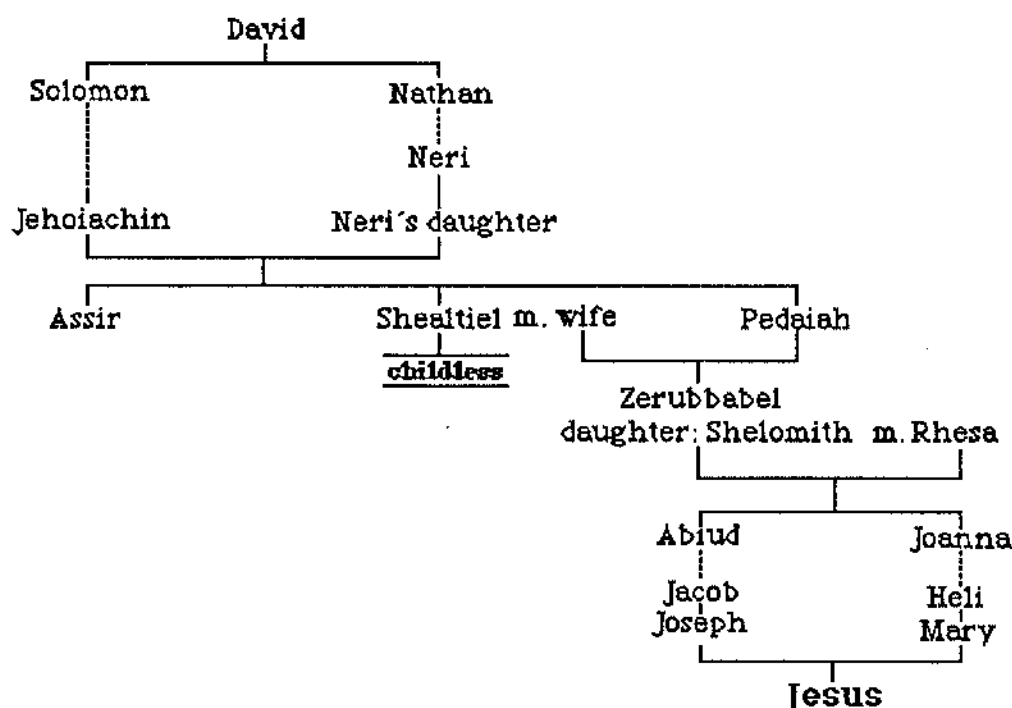 David
Solomon Nathan
Neri
Jehoiachin Neri's daughter
Assir Shealtiel m. wife Pedaiah
childless
Zerubbabel
daughter: Shelomith m. Rhesa
Abiud Joanna
Jacob Heli
Joseph Mary
Jesus